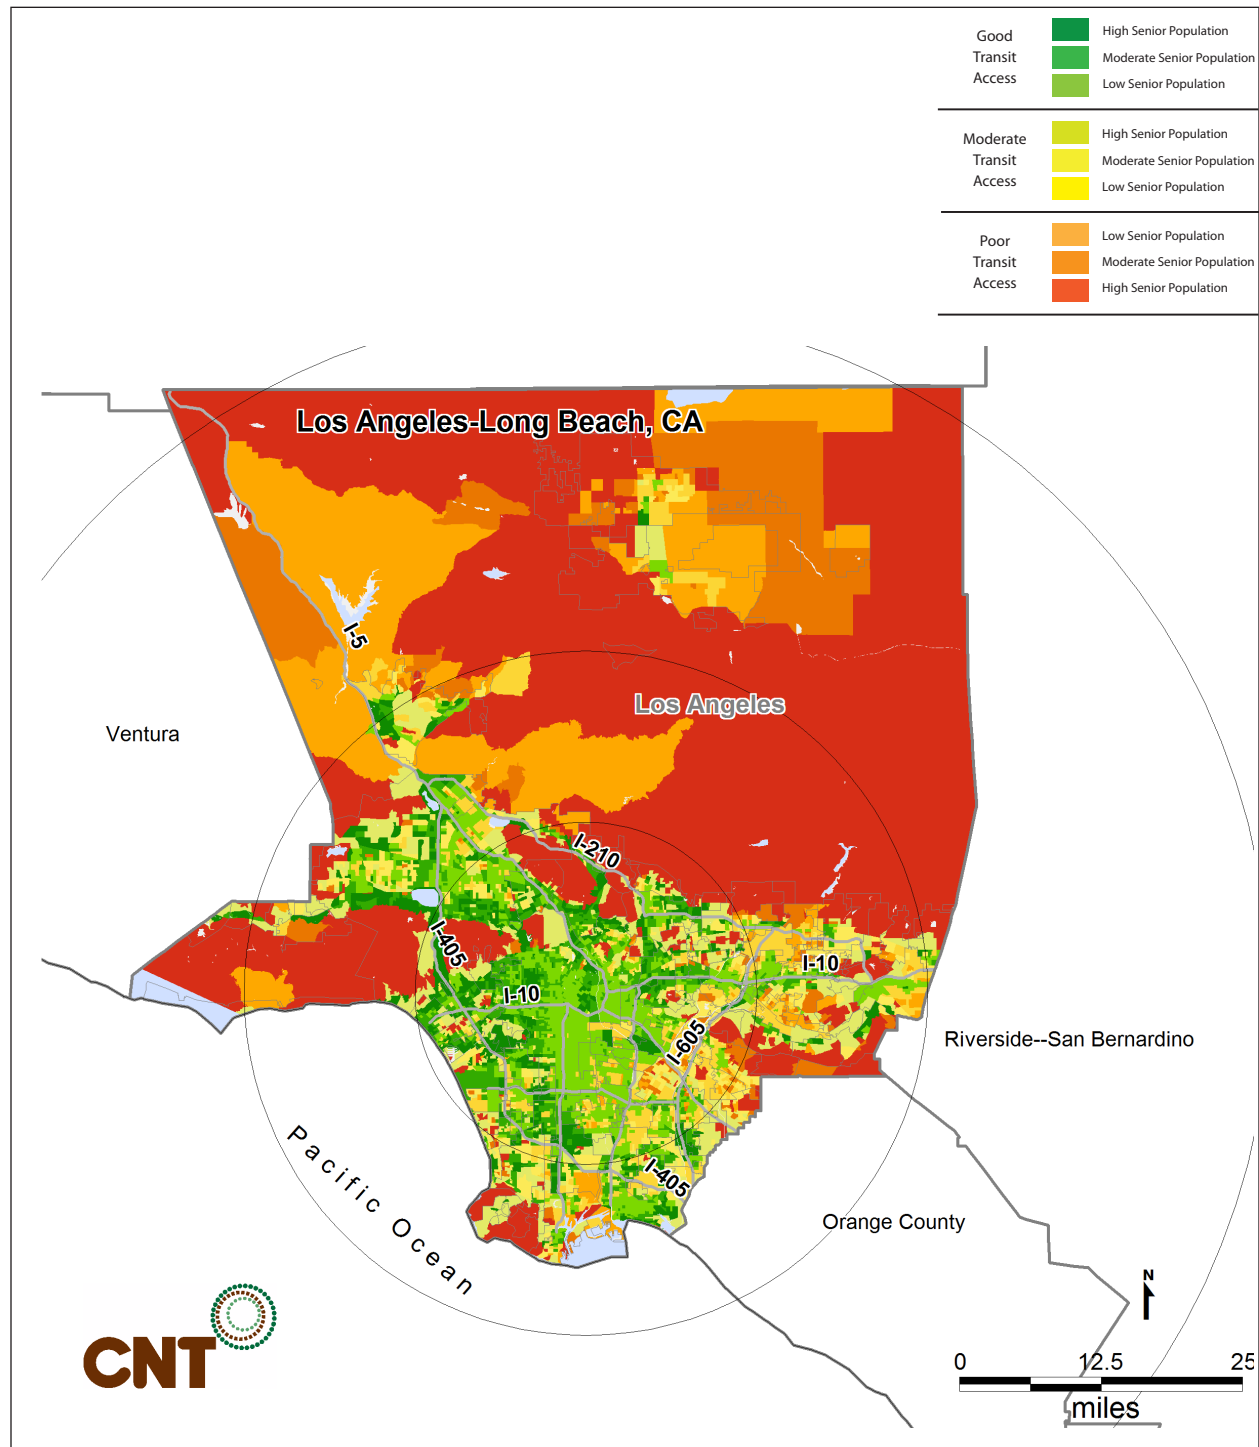 Good
Transit
Access
High Senior Population
Moderate Senior Population
Low Senior Population
Moderate
Transit
Access
High Senior Population
Moderate Senior Population
Low Senior Population
Poor
Transit
Access
Low Senior Population
Moderate Senior Population
High Senior Population
Los Angeles-Long Beach, CA
I-5
Los Angeles
Ventura
I-210
I-405
I-10
I-10
I-605
Riverside--San Bernardino
I-405
Pacific Ocean
Orange County
N
CNT
0 12.5 25
miles